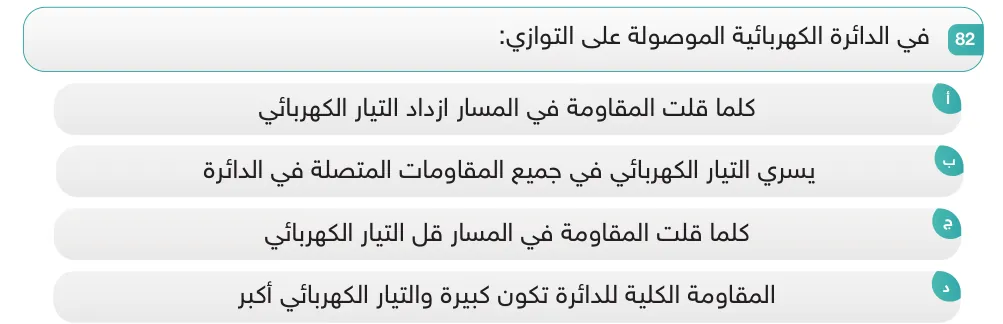 82 في الدائرة الكهربائية الموصولة على التوازي:
أ كلما قلت المقاومة في المسار ازداد التيار الكهربائي
ب يسري التيار الكهربائي في جميع المقاومات المتصلة في الدائرة
ج كلما قلت المقاومة في المسار قل التيار الكهربائي
د المقاومة الكلية للدائرة تكون كبيرة والتيار الكهربائي أكبر